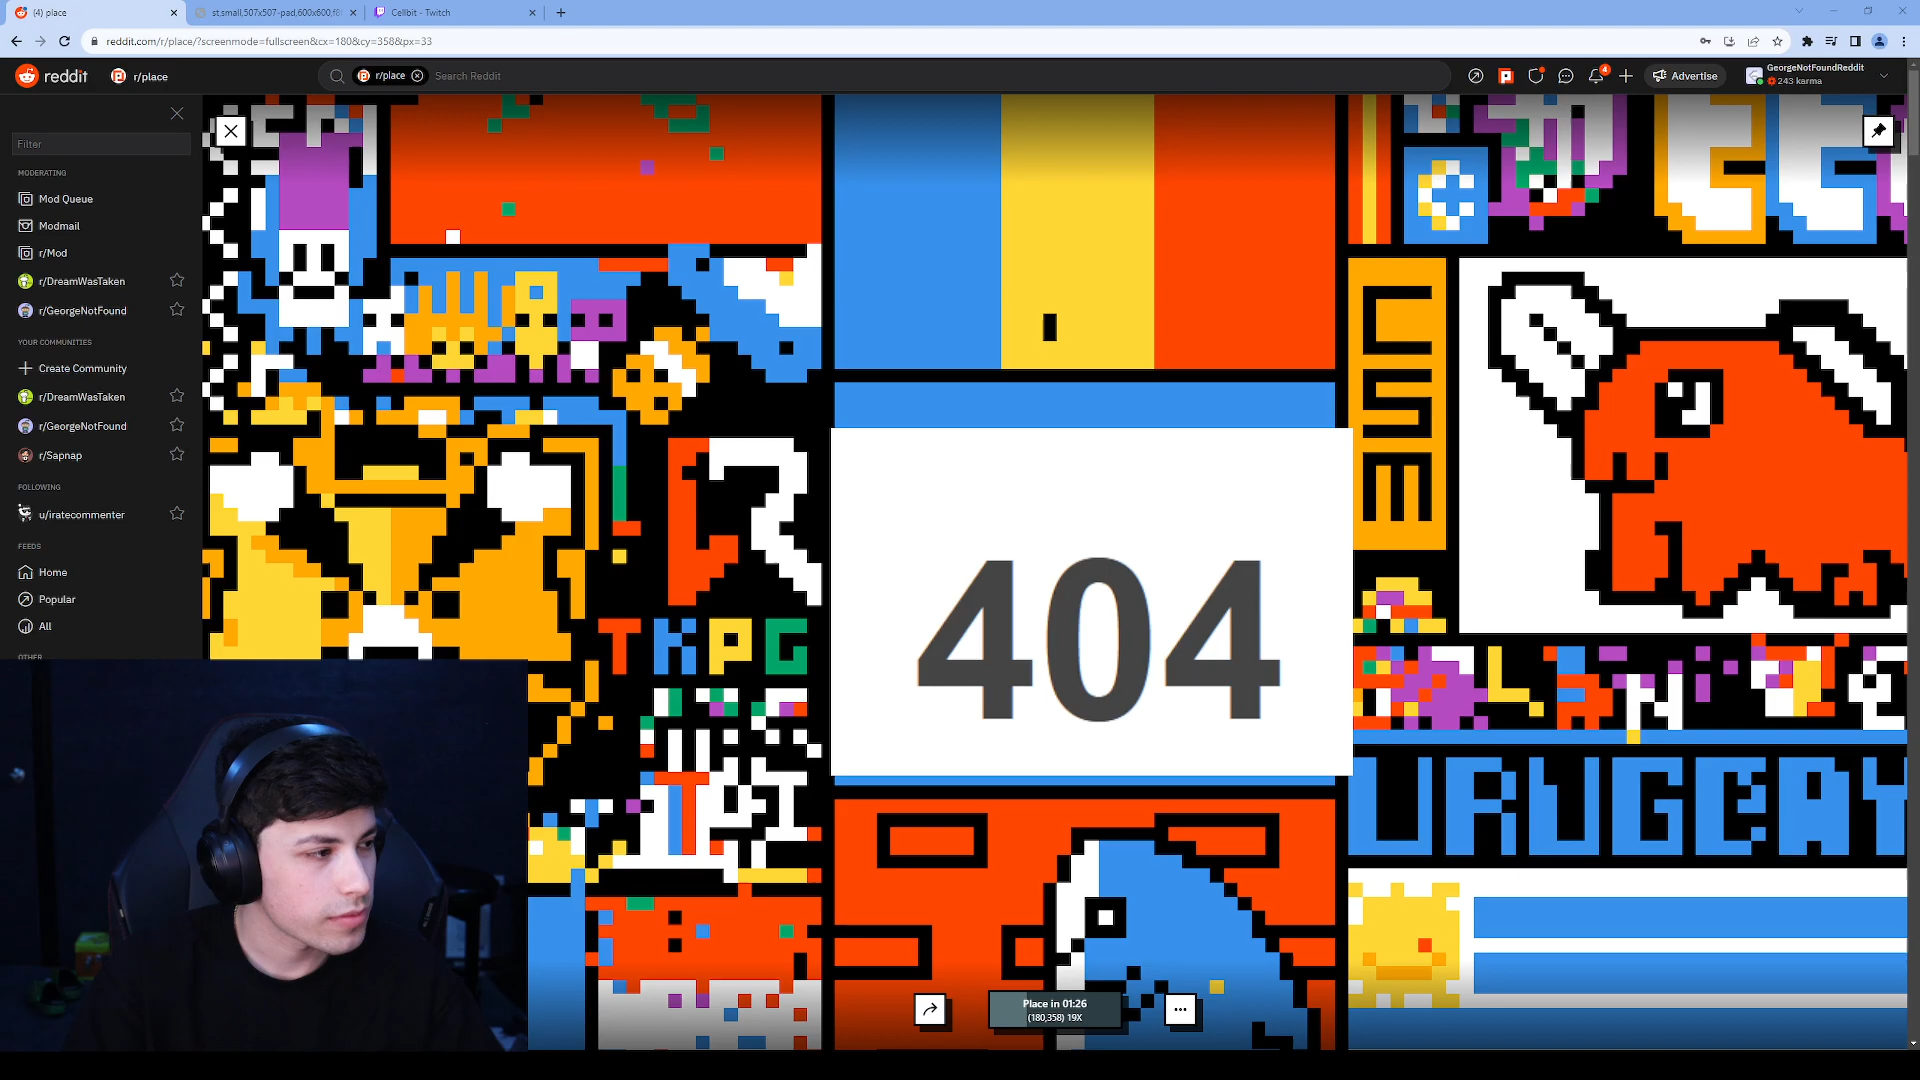 (4) place
st,small,507x507-pad,600x600,f8
Cellbit - Twitch
reddit.com/r/place/?screenmode=fullscreen&cx=180&cy=358&px=33
reddit
r/place
r/place
Search Reddit
4
Advertise
GeorgeNotFoundReddit
243 karma
Filter
MODERATING
Mod Queue
Modmail
r/Mod
r/DreamWasTaken
r/GeorgeNotFound
YOUR COMMUNITIES
Create Community
r/DreamWasTaken
r/GeorgeNotFound
r/Sapnap
FOLLOWING
u/iratecommenter
FEEDS
Home
Popular
All
OTHER
404
TKPG
URUGUAY
Place in 01:26
(180,358) 19X